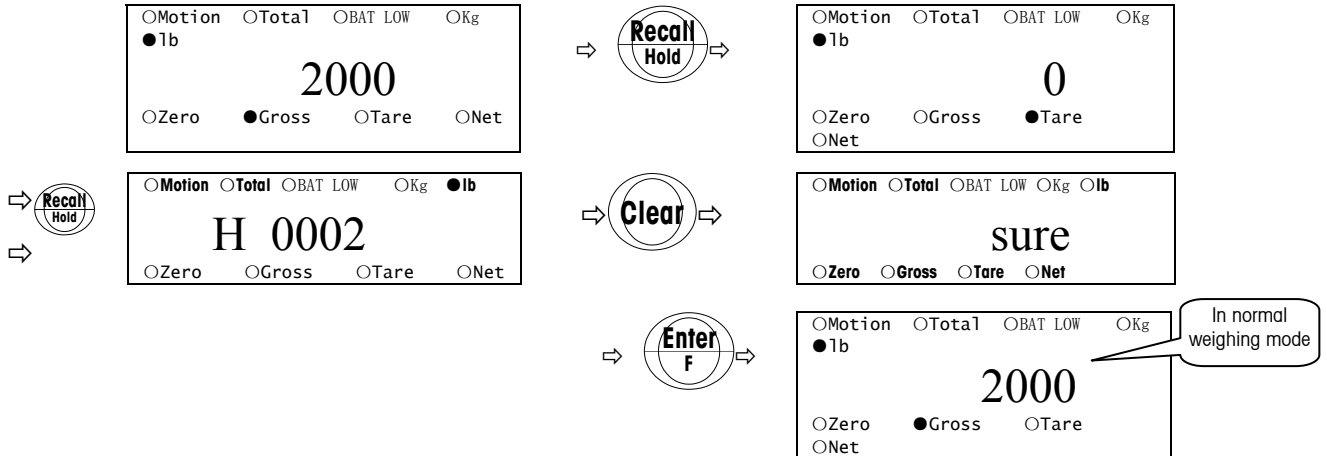 ○Motion ○Total ○BAT LOW ○Kg
●lb
2000
○Zero ●Gross ○Tare ○Net
⇨ Recall ⇨
Hold
○Motion ○Total ○BAT LOW ○Kg
●lb
0
○Zero ○Gross ●Tare
○Net
⇨ Recall
Hold
⇨
○Motion ○Total ○BAT LOW ○Kg ●lb
H 0002
○Zero ○Gross ○Tare ○Net
⇨ Clear ⇨
○Motion ○Total ○BAT LOW ○Kg ○lb
sure
○Zero ○Gross ○Tare ○Net
⇨ Enter ⇨
F
○Motion ○Total ○BAT LOW ○Kg
●lb
2000
○Zero ●Gross ○Tare
○Net
In normal
weighing mode